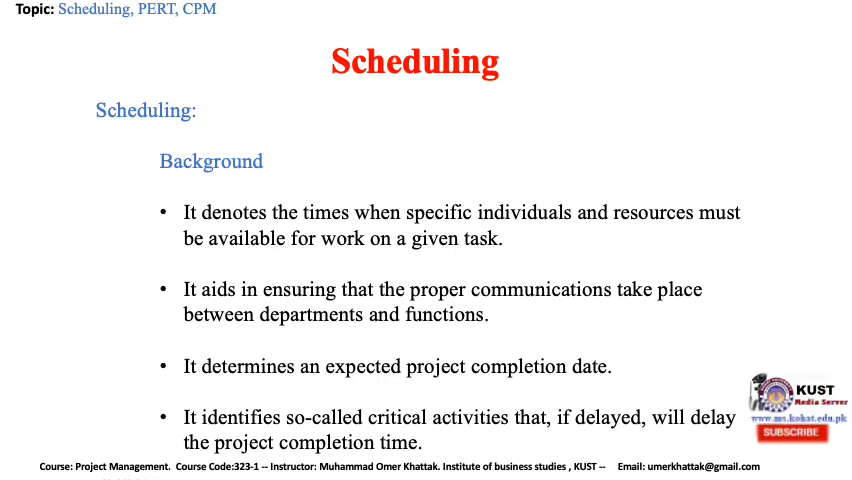 Topic: Scheduling, PERT, CPM
Scheduling
Scheduling:
Background
• It denotes the times when specific individuals and resources must
be available for work on a given task.
• It aids in ensuring that the proper communications take place
between departments and functions.
• It determines an expected project completion date.
• It identifies so-called critical activities that, if delayed, will delay
the project completion time.
KUST
Media Server
www.ms.kohat.edu.pk
SUBSCRIBE
Course: Project Management. Course Code:323-1 -- Instructor: Muhammad Omer Khattak. Institute of business studies , KUST -- Email: umerkhattak@gmail.com